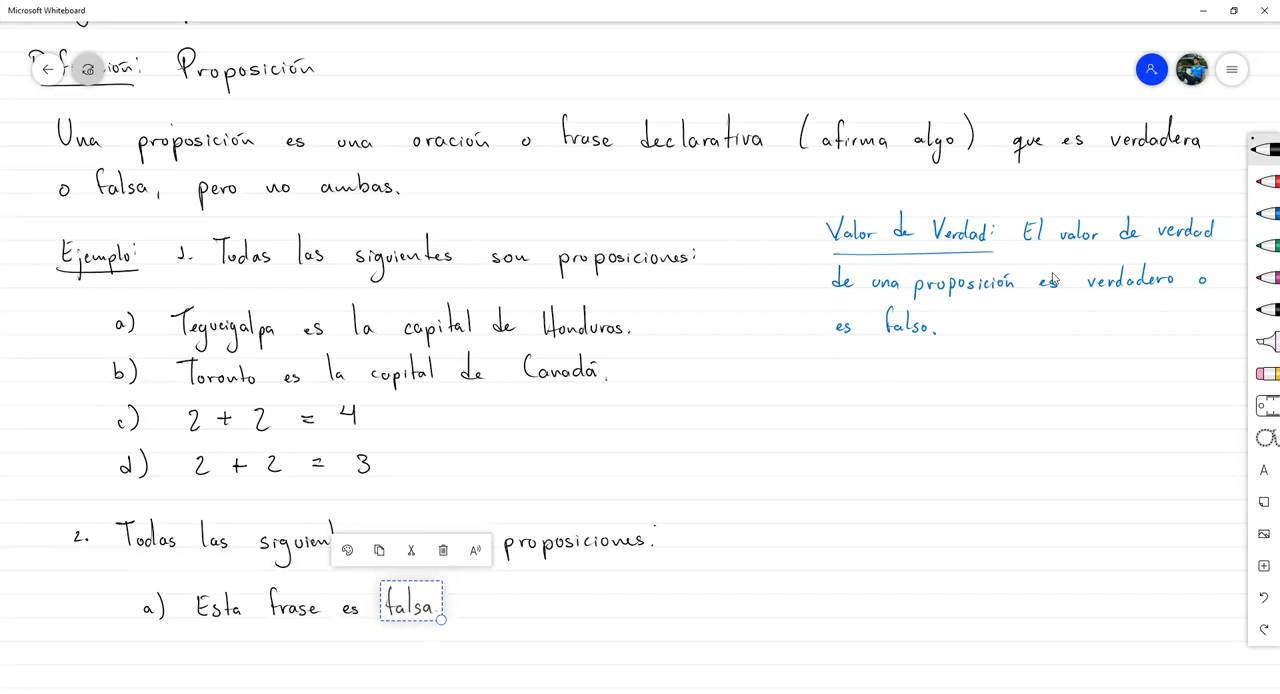 Microsoft Whiteboard
Proposición
Una proposición es una oración o frase declarativa (afirma algo) que es verdadera
o falsa, pero no ambas.
Ejemplo: 1. Todas las siguientes son proposiciones:
a) Tegucigalpa es la capital de Honduras.
b) Toronto es la capital de Canadá.
c) 2 + 2 = 4
d) 2 + 2 = 3
Valor de Verdad: El valor de verdad
de una proposición es verdadero o
es falso.
2. Todas las proposiciones:
a) Esta frase es falsa.